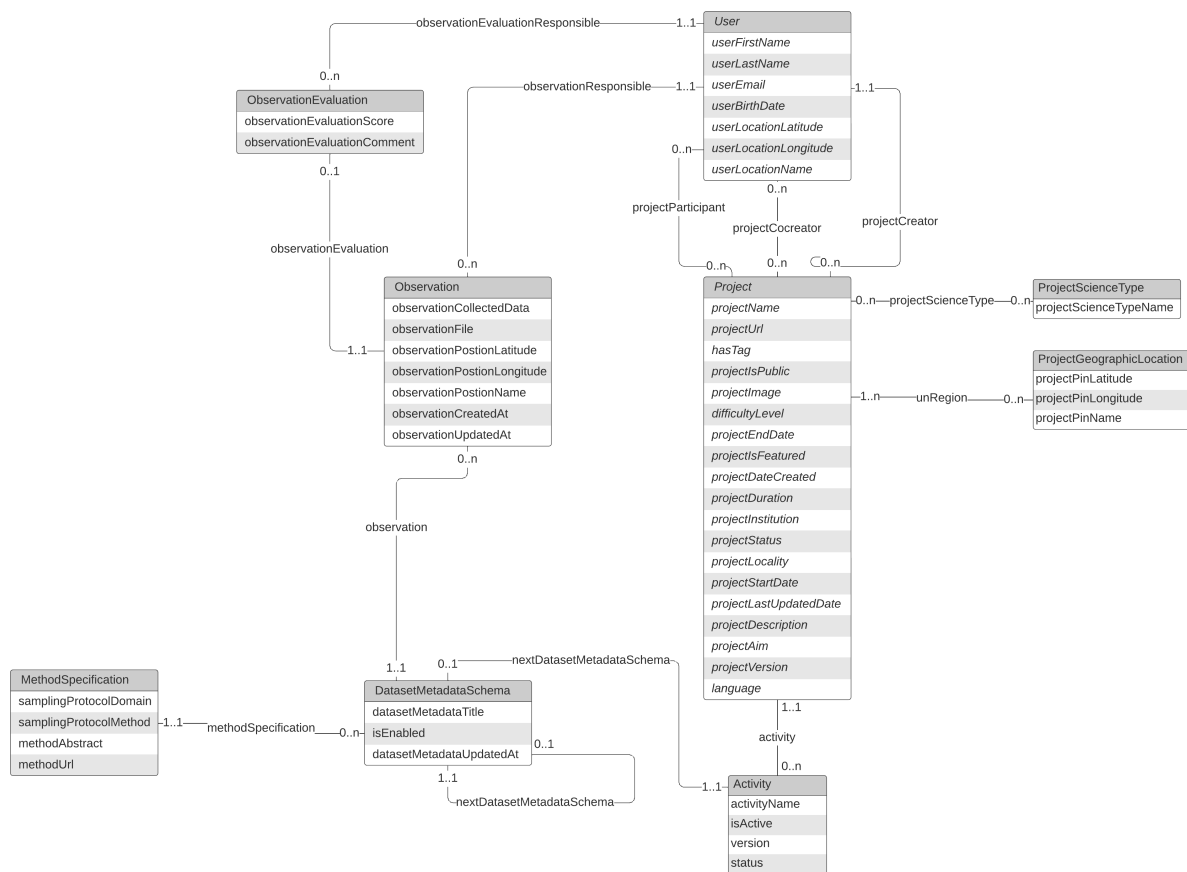 observationEvaluationResponsible
1..1
User
userFirstName
userLastName
userEmail
userBirthDate
userLocationLatitude
userLocationLongitude
userLocationName
0..n
observationResponsible
1..1
1..1
ObservationEvaluation
observationEvaluationScore
observationEvaluationComment
0..1
0..n
projectParticipant
0..n
projectCocreator
projectCreator
observationEvaluation
0..n
0..n
0..n
0..n
Observation
observationCollectedData
observationFile
observationPostionLatitude
observationPostionLongitude
observationPostionName
observationCreatedAt
observationUpdatedAt
1..1
0..n
Project
projectName
projectUrl
hasTag
projectIsPublic
projectImage
difficultyLevel
projectEndDate
projectIsFeatured
projectDateCreated
projectDuration
projectInstitution
projectStatus
projectLocality
projectStartDate
projectLastUpdatedDate
projectDescription
projectAim
projectVersion
language
0..n
projectScienceType
0..n
ProjectScienceType
projectScienceTypeName
1..n
unRegion
0..n
ProjectGeographicLocation
projectPinLatitude
projectPinLongitude
projectPinName
observation
1..1
0..1
nextDatasetMetadataSchema
MethodSpecification
samplingProtocolDomain
samplingProtocolMethod
methodAbstract
methodUrl
1..1
methodSpecification
0..n
DatasetMetadataSchema
datasetMetadataTitle
isEnabled
datasetMetadataUpdatedAt
0..1
1..1
nextDatasetMetadataSchema
1..1
activity
0..n
1..1
Activity
activityName
isActive
version
status